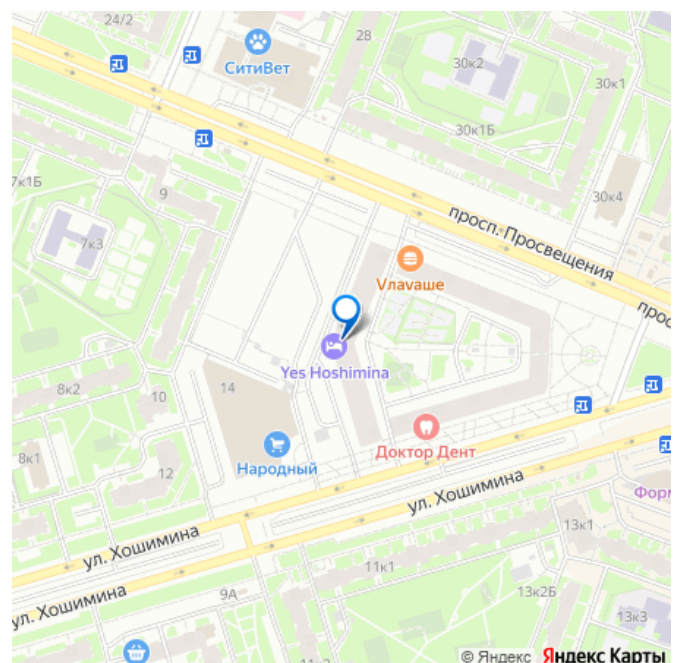 24/2
28
СитиВет
30к2
30к1
30к1Б
7к1Б
9
30к4
просп. Просвещения
7к3
Vлаvаше
Yes Hoshimina
8к2
14
10
Доктор Дент
Народный
8к1
12
ул. Хошимина
13к1
ул. Хошимина
11к1
9А
13к2Б
ул. Хошимина
13к3
11к2
© Яндекс Яндекс Карты